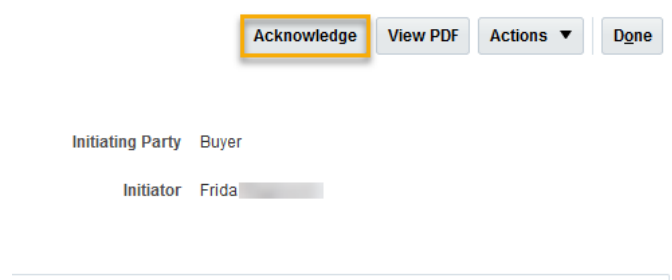 Acknowledge View PDF Actions ▼ Done
Initiating Party Buyer
Initiator Frida